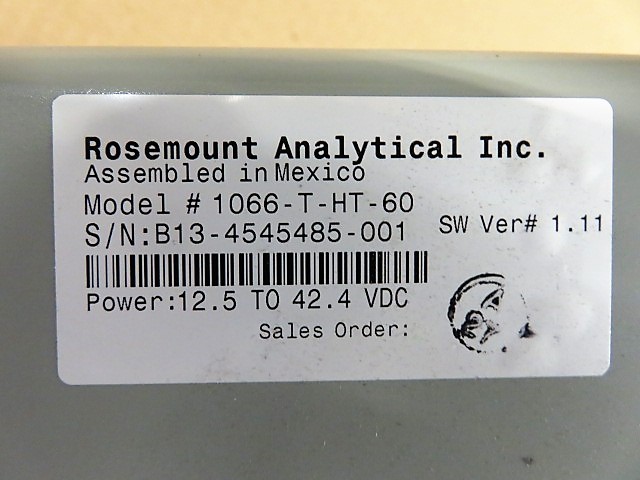 Rosemount Analytical Inc.
Assembled in Mexico
Model # 1066-T-HT-60
S/N:B13-4545485-001
SW Ver# 1.11
Power:12.5 TO 42.4 VDC
Sales Order: